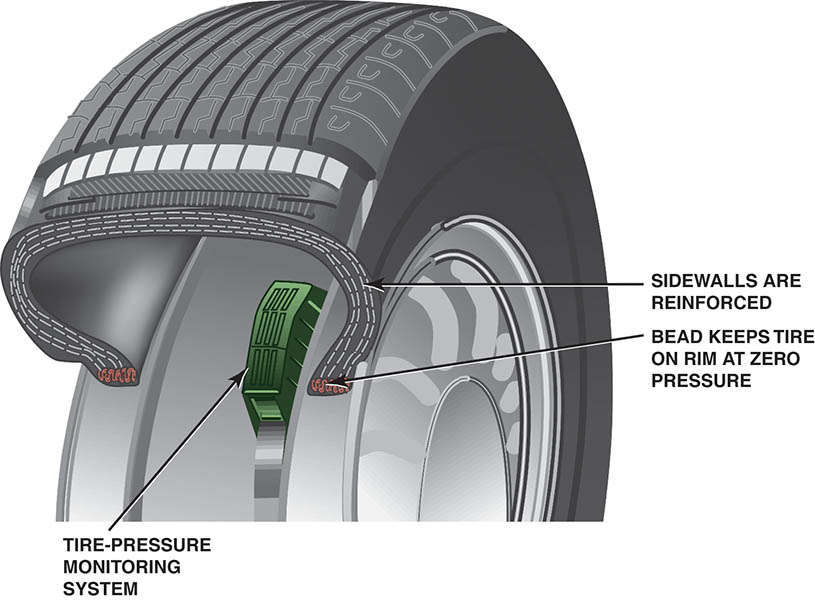 SIDEWALLS ARE
REINFORCED
BEAD KEEPS TIRE
ON RIM AT ZERO
PRESSURE
TIRE-PRESSURE
MONITORING
SYSTEM